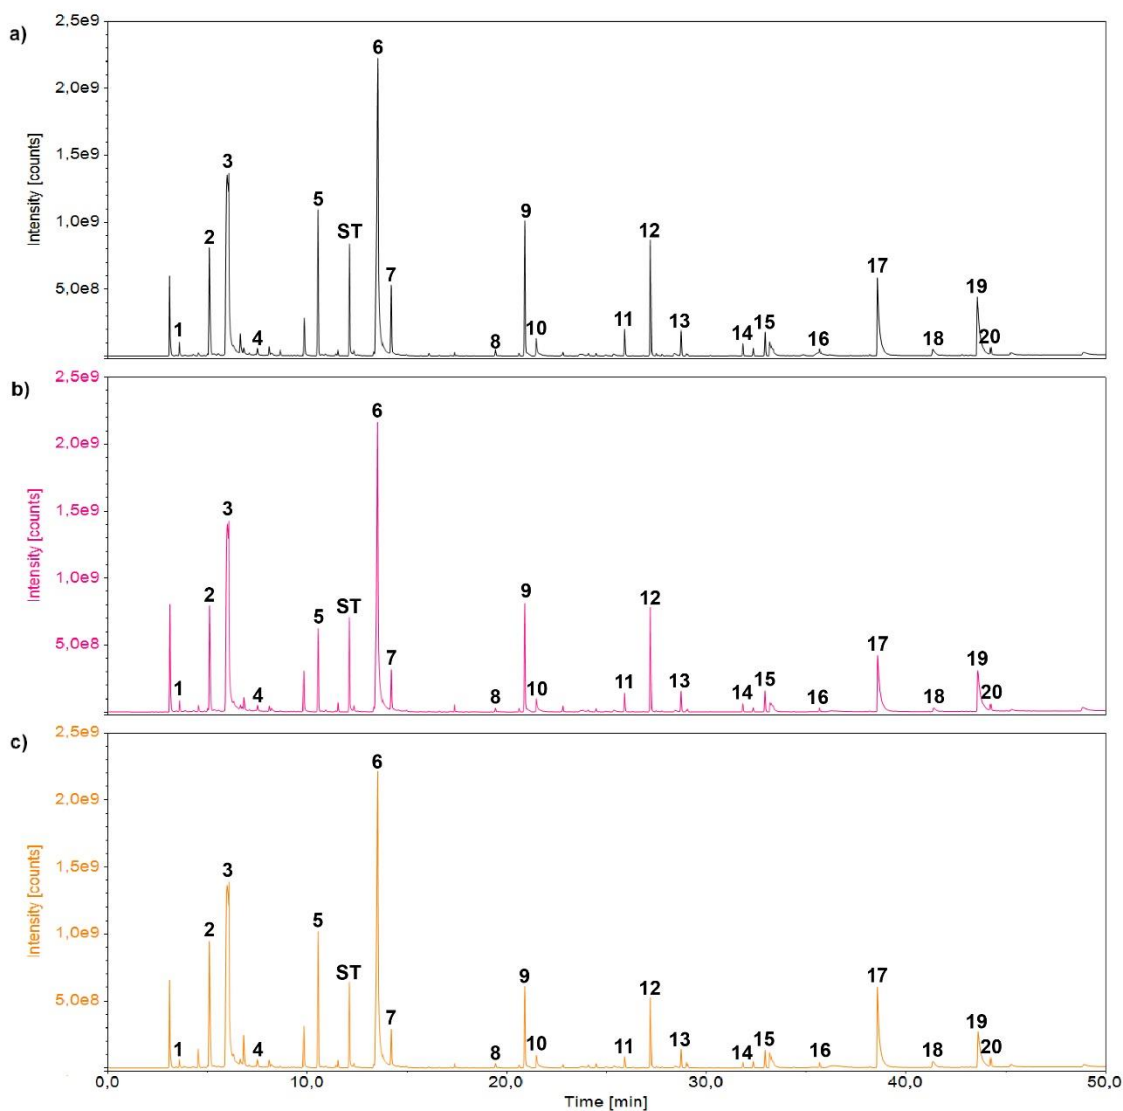 a)
Intensity [counts]
2,5e9
2,0e9
1,5e9
1,0e9
5,0e8
1
2
3
4
5
ST
6
7
8
9
10
11
12
13
14
15
16
17
18
19
20
b)
Intensity [counts]
2,5e9
2,0e9
1,5e9
1,0e9
5,0e8
1
2
3
4
5
ST
6
7
8
9
10
11
12
13
14
15
16
17
18
19
20
c)
Intensity [counts]
2,5e9
2,0e9
1,5e9
1,0e9
5,0e8
1
2
3
4
5
ST
6
7
8
9
10
11
12
13
14
15
16
17
18
19
20
0,0 10,0 20,0 30,0 40,0 50,0
Time [min]